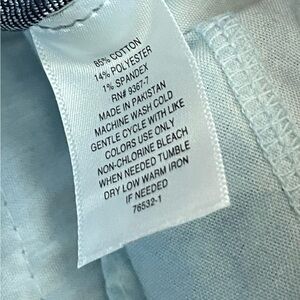 85% COTTON
14% POLYESTER
1% SPANDEX
RN# 9367-7
MADE IN PAKISTAN
MACHINE WASH COLD
GENTLE CYCLE WITH LIKE
COLORS USE ONLY
NON-CHLORINE BLEACH
WHEN NEEDED TUMBLE
DRY LOW WARM IRON
IF NEEDED
76532-1